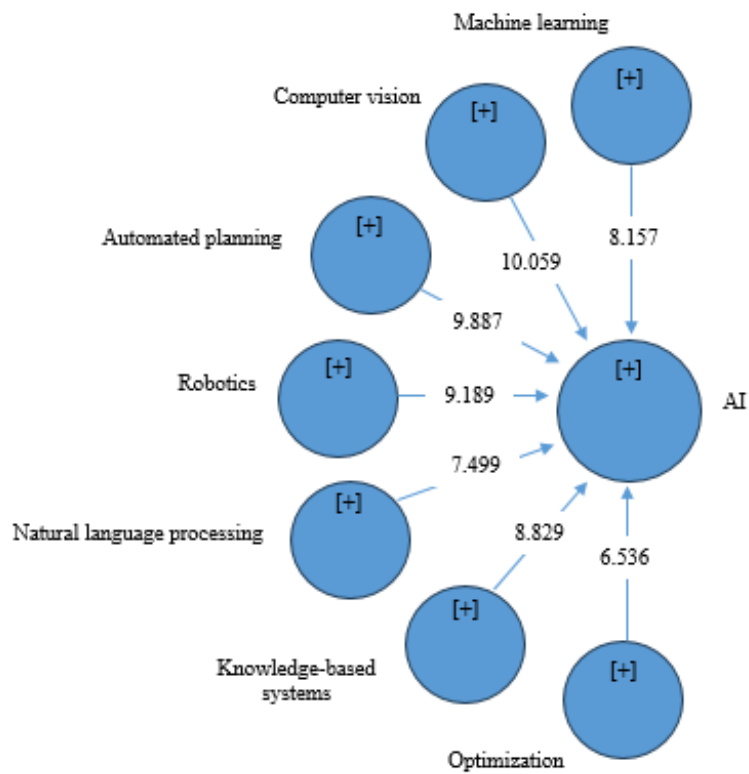 Machine learning
[+]
Computer vision
[+]
8.157
Automated planning
[+]
10.059
9.887
Robotics
[+]
9.189
[+]
AI
Natural language processing
[+]
7.499
8.829
6.536
Knowledge-based
systems
[+]
Optimization
[+]